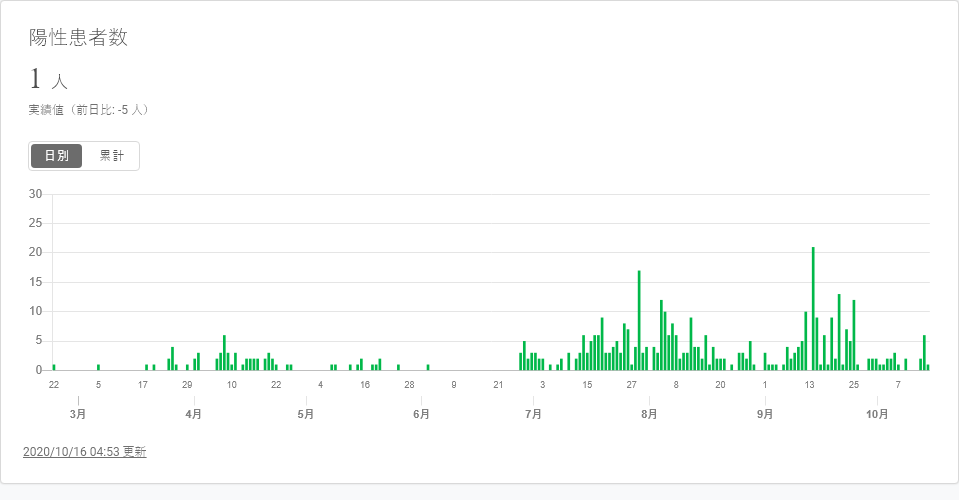 陽性患者数
1 人
実績値（前日比: -5 人）
日別 累計
30
25
20
15
10
5
0
22 5 17 29 10 22 4 16 28 9 21 3 15 27 8 20 1 13 25 7
3月 4月 5月 6月 7月 8月 9月 10月
2020/10/16 04:53 更新